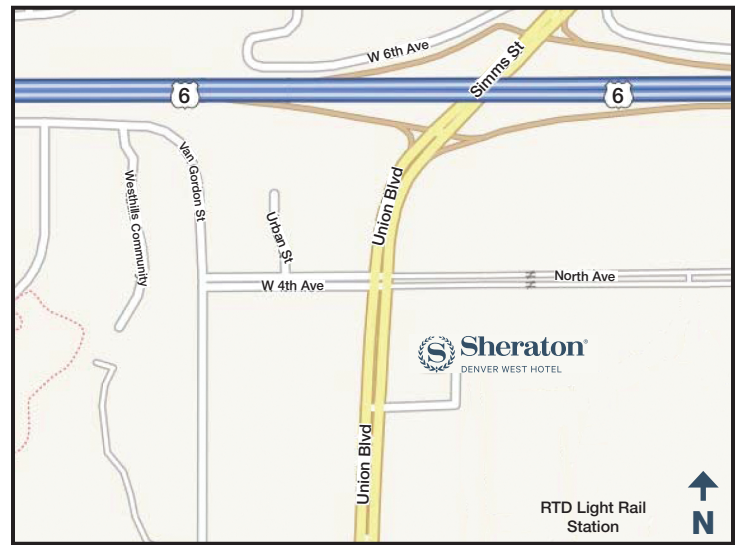 W 6th Ave
Simms St
6
6
Van Gordon St
Westhills Community
Union Blvd
Urban St
W 4th Ave
North Ave
S Sheraton®
DENVER WEST HOTEL
Union Blvd
RTD Light Rail
Station
N